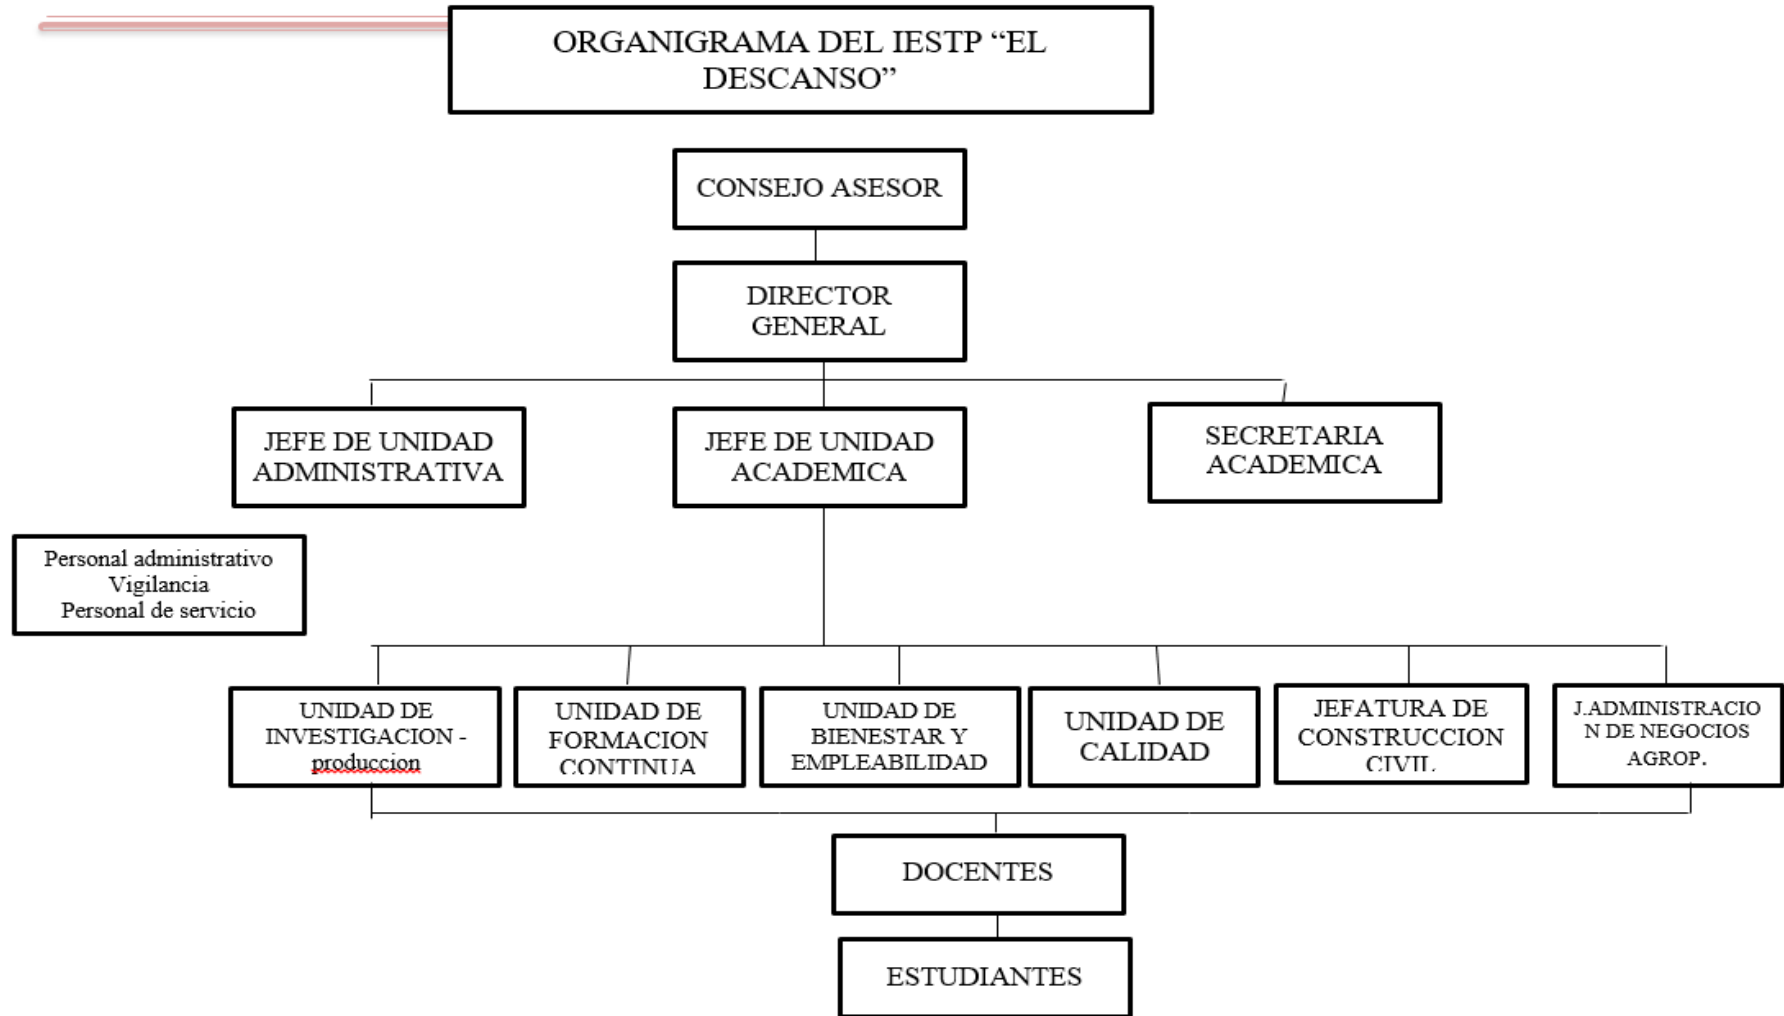 ORGANIGRAMA DEL IESTP “EL
DESCANSO”
CONSEJO ASESOR
DIRECTOR
GENERAL
JEFE DE UNIDAD
ADMINISTRATIVA
JEFE DE UNIDAD
ACADEMICA
SECRETARIA
ACADEMICA
Personal administrativo
Vigilancia
Personal de servicio
UNIDAD DE
INVESTIGACION -
produccion
UNIDAD DE
FORMACION
CONTINUA
UNIDAD DE
BIENESTAR Y
EMPLEABILIDAD
UNIDAD DE
CALIDAD
JEFATURA DE
CONSTRUCCION
CIVIL
J.ADMINISTRACIO
N DE NEGOCIOS
AGROP.
DOCENTES
ESTUDIANTES